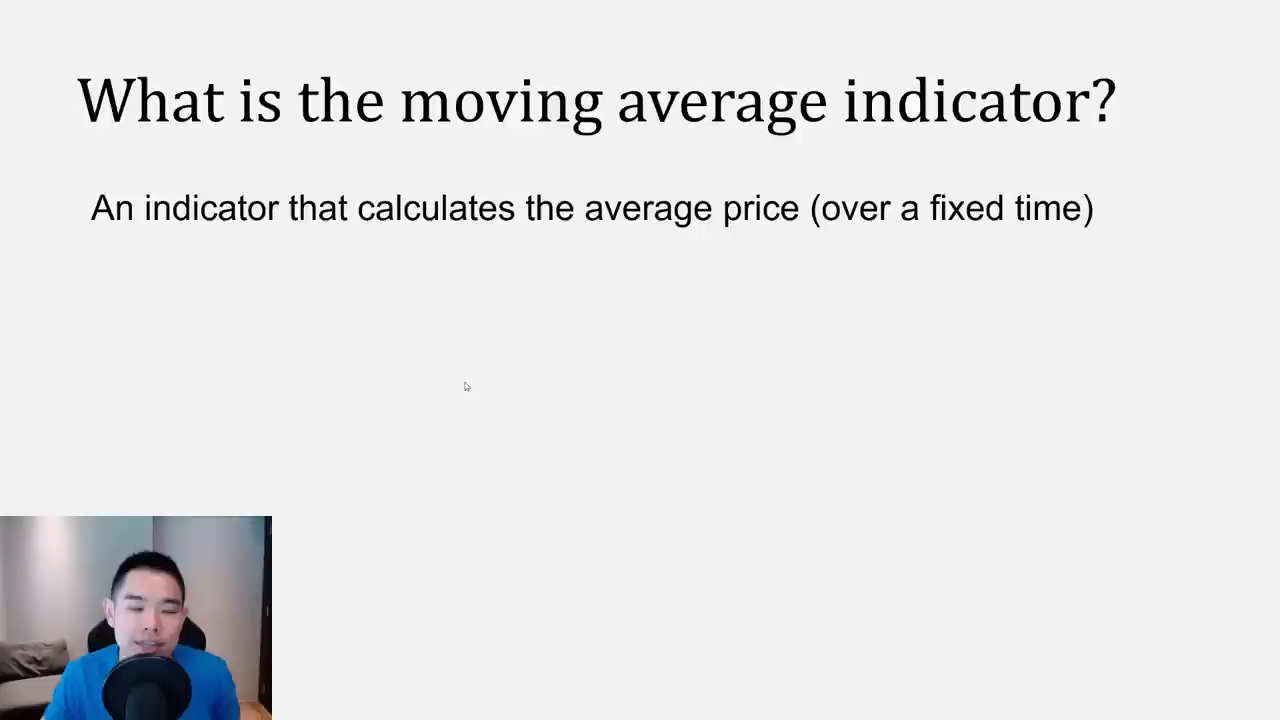 What is the moving average indicator?
An indicator that calculates the average price (over a fixed time)